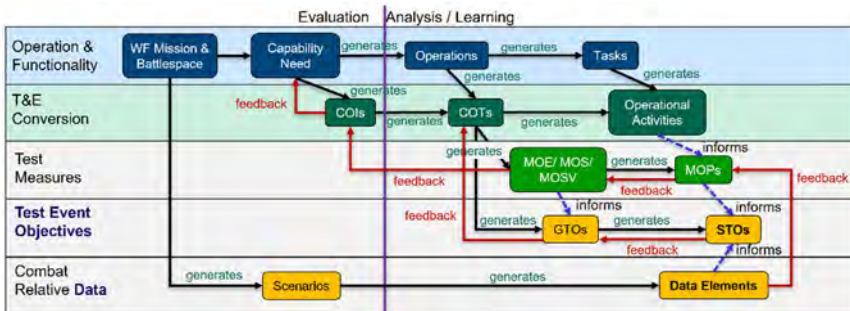 Evaluation
Analysis / Learning
Operation &
Functionality
WF Mission &
Battlespace
Capability
Need
generates
Operations
generates
Tasks
generates
generates
generates
T&E
Conversion
feedback
COIs
generates
COTs
generates
Operational
Activities
generates
informs
Test
Measures
feedback
MOE/ MOS/
MOSV
generates
feedback
MOPs
feedback
informs
informs
Test Event
Objectives
feedback
generates
GTOs
generates
feedback
STOs
informs
Combat
Relative Data
generates
Scenarios
generates
Data Elements